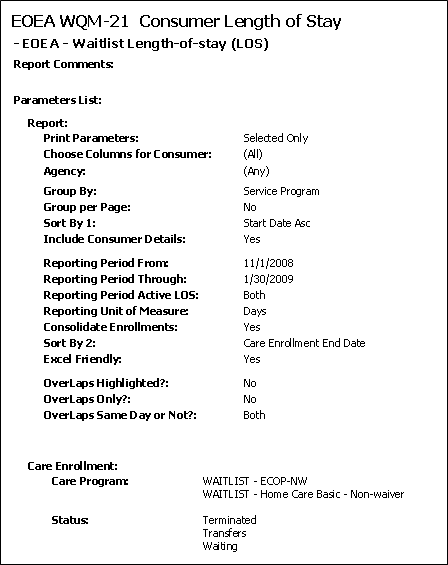 EOEA WQM-21 Consumer Length of Stay
- EOEA - Waitlist Length-of-stay (LOS)
Report Comments:
Parameters List:
Report:
Print Parameters: Selected Only
Choose Columns for Consumer: (All)
Agency: (Any)
Group By: Service Program
Group per Page: No
Sort By 1: Start Date Asc
Include Consumer Details: Yes
Reporting Period From: 11/1/2008
Reporting Period Through: 1/30/2009
Reporting Period Active LOS: Both
Reporting Unit of Measure: Days
Consolidate Enrollments: Yes
Sort By 2: Care Enrollment End Date
Excel Friendly: Yes
OverLaps Highlighted?: No
OverLaps Only?: No
OverLaps Same Day or Not?: Both
Care Enrollment:
Care Program: WAITLIST - ECOP-NW
WAITLIST - Home Care Basic - Non-waiver
Status: Terminated
Transfers
Waiting